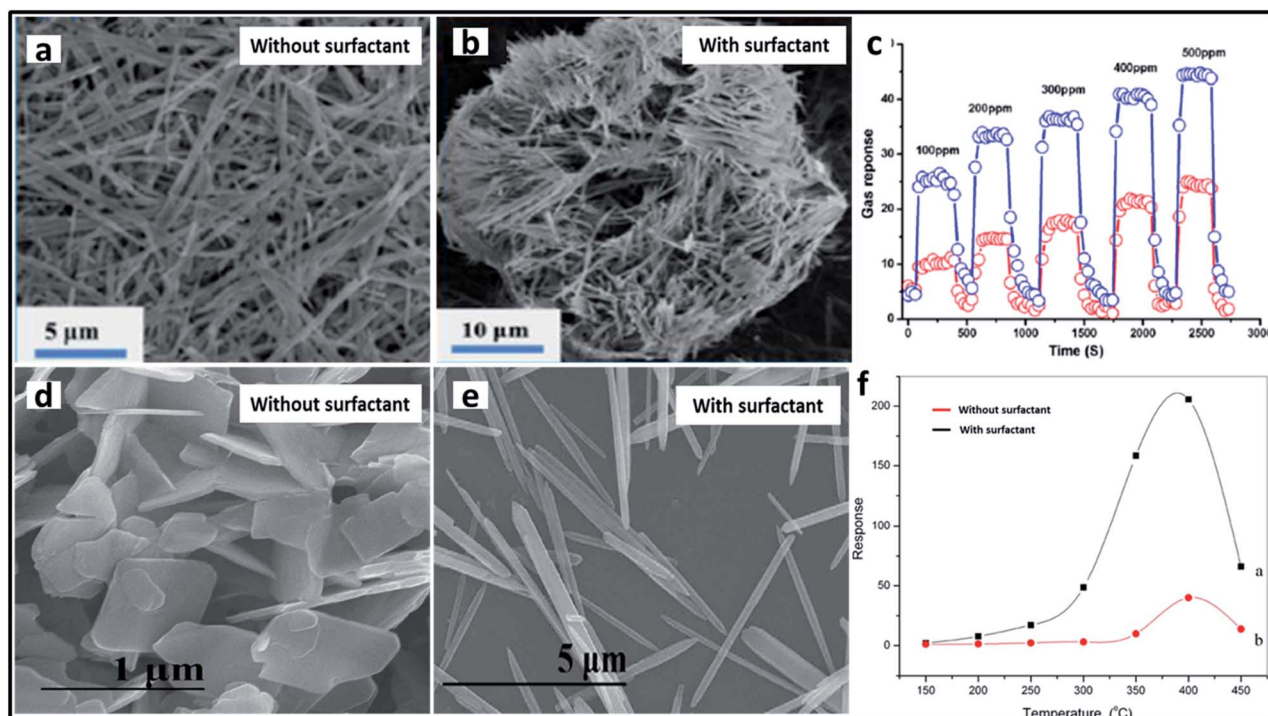 a
Without surfactant
5 µm
b
With surfactant
10 µm
c
Gas reponse
50
40
30
20
10
0
100ppm
200ppm
300ppm
400ppm
500ppm
0
500
1000
1500
2000
2500
3000
Time (S)
d
Without surfactant
1 µm
e
With surfactant
5 µm
f
Response
200
150
100
50
0
Without surfactant
With surfactant
a
b
150
200
250
300
350
400
450
Temperature (°C)